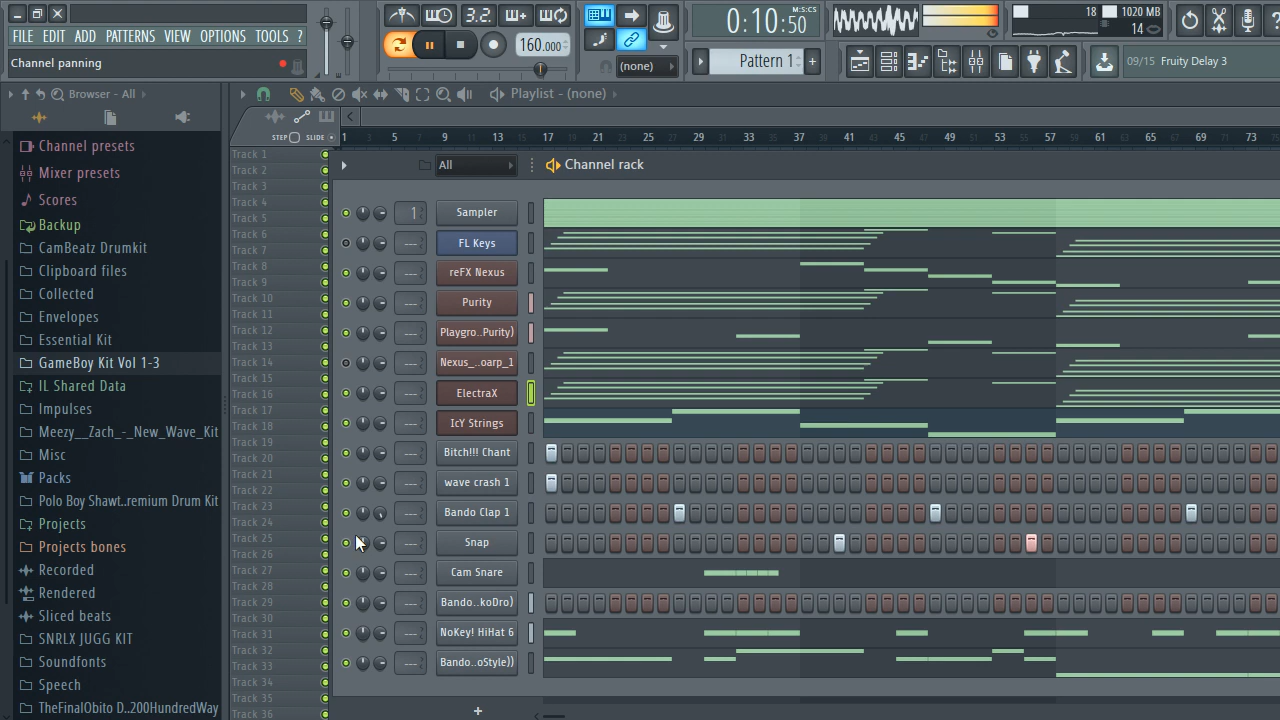 FILE EDIT ADD PATTERNS VIEW OPTIONS TOOLS ?
Channel panning
3.2.
160.000
0:10:50
M:S:CS
18
1020 MB
14
(none)
Pattern 1
+
09/15 Fruity Delay 3
Browser - All
Playlist - (none)
STEP
SLIDE
1 5 9 13 17 21 25 29 33 37 41 45 49 53 57 61 65 69 73
Channel presets
Mixer presets
Scores
Backup
CamBeatz Drumkit
Clipboard files
Collected
Envelopes
Essential Kit
GameBoy Kit Vol 1-3
IL Shared Data
Impulses
Meezy__Zach_-_New_Wave_Kit
Misc
Packs
Polo Boy Shawt..remium Drum Kit
Projects
Projects bones
Recorded
Rendered
Sliced beats
SNRLX JUGG KIT
Soundfonts
Speech
TheFinalObito D..200HundredWay
Track 1
Track 2
Track 3
Track 4
Track 5
Track 6
Track 7
Track 8
Track 9
Track 10
Track 11
Track 12
Track 13
Track 14
Track 15
Track 16
Track 17
Track 18
Track 19
Track 20
Track 21
Track 22
Track 23
Track 24
Track 25
Track 26
Track 27
Track 28
Track 29
Track 30
Track 31
Track 32
Track 33
Track 34
Track 35
Track 36
All
Channel rack
1 Sampler
--- FL Keys
--- reFX Nexus
--- Purity
--- Playgro..Purity)
--- Nexus_..oarp_1
--- ElectraX
--- IcY Strings
--- Bitch!!! Chant
--- wave crash 1
--- Bando Clap 1
--- Snap
--- Cam Snare
--- Bando..koDro)
--- NoKey! HiHat 6
--- Bando..oStyle))
+